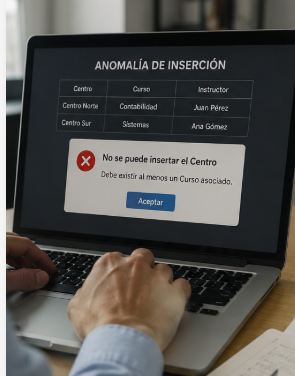 ANOMALÍA DE INSERCIÓN
Centro Curso Instructor
Centro Norte Contabilidad Juan Pérez
Centro Sur Sistemas Ana Gómez
No se puede insertar el Centro
Debe existir al menos un Curso asociado.
Aceptar